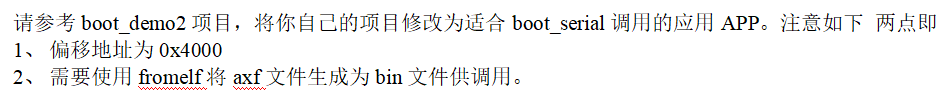 请参考 boot_demo2 项目，将你自己的项目修改为适合 boot_serial 调用的应用 APP。注意如下 两点即
1、 偏移地址为 0x4000
2、 需要使用 fromelf 将 axf 文件生成为 bin 文件供调用。